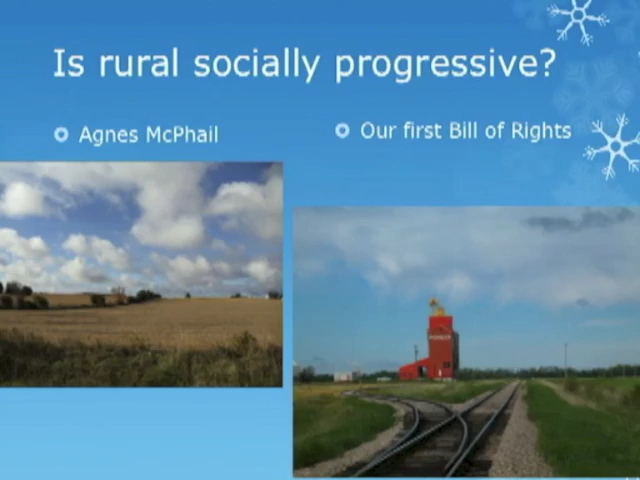 Is rural socially progressive?
Agnes McPhail
Our first Bill of Rights